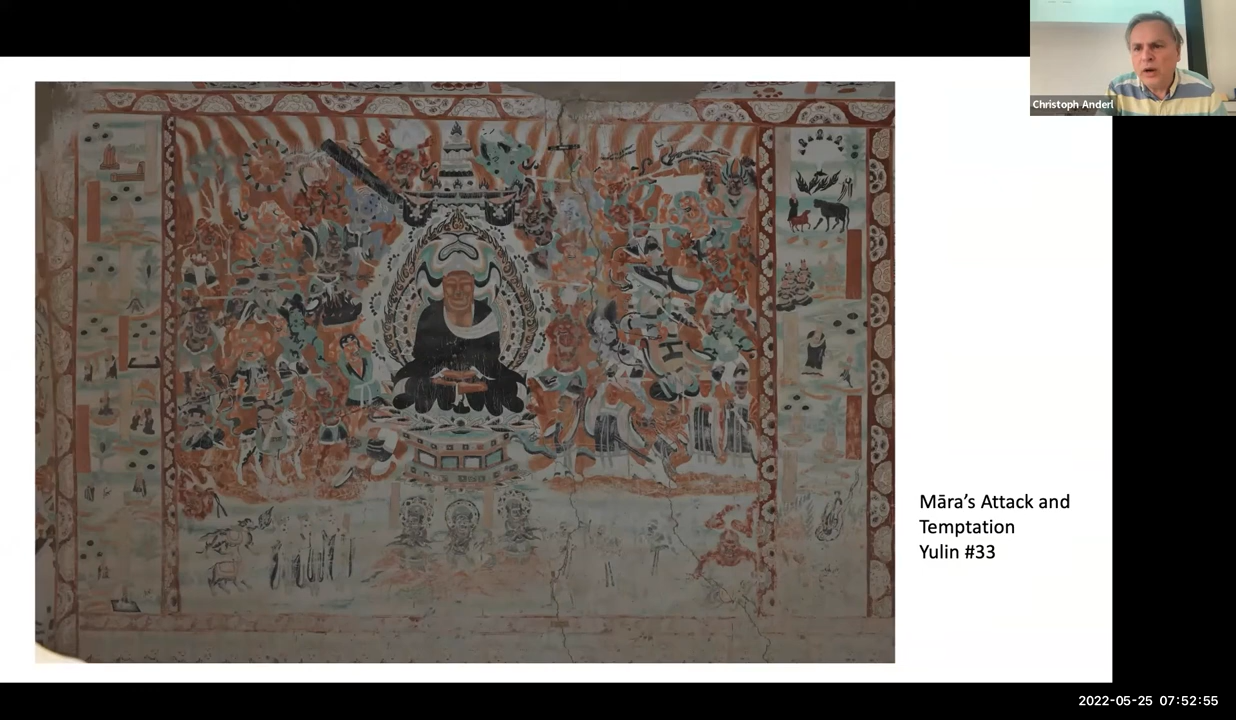 Christoph Anderl
Māra’s Attack and
Temptation
Yulin #33
2022-05-25 07:52:55